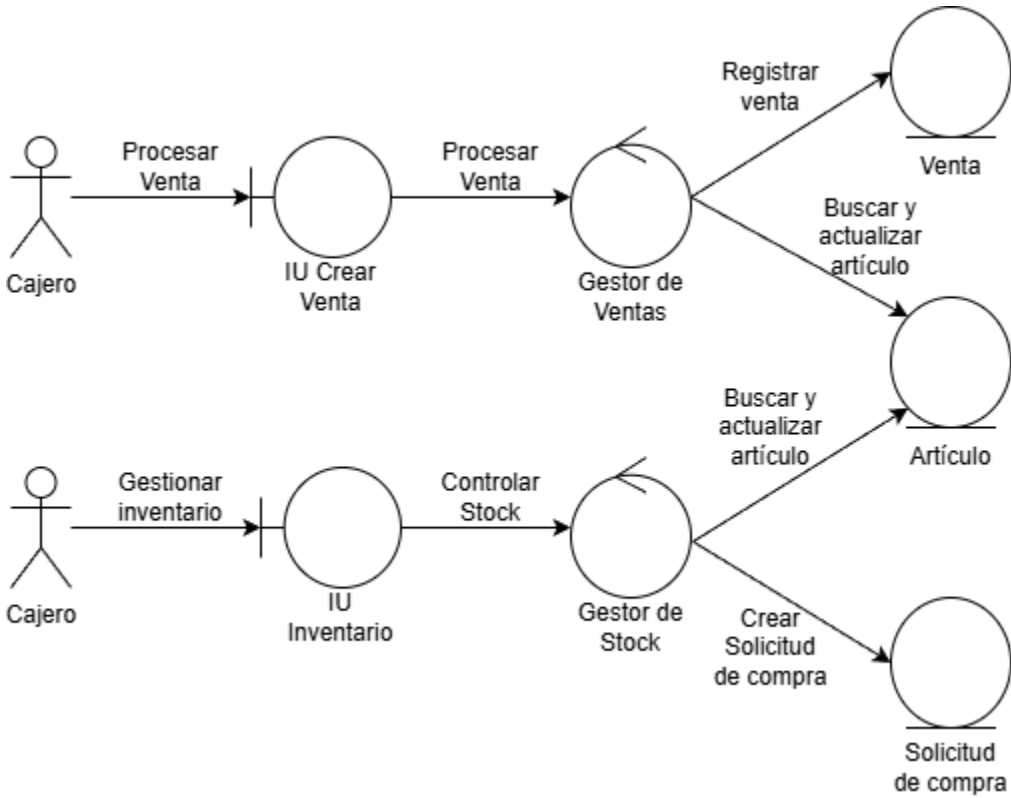 Registrar
venta
Venta
Procesar
Venta
Procesar
Venta
Cajero
IU Crear
Venta
Gestor de
Ventas
Buscar y
actualizar
artículo
Buscar y
actualizar
artículo
Artículo
Gestionar
inventario
Controlar
Stock
Cajero
IU
Inventario
Gestor de
Stock
Crear
Solicitud
de compra
Solicitud
de compra